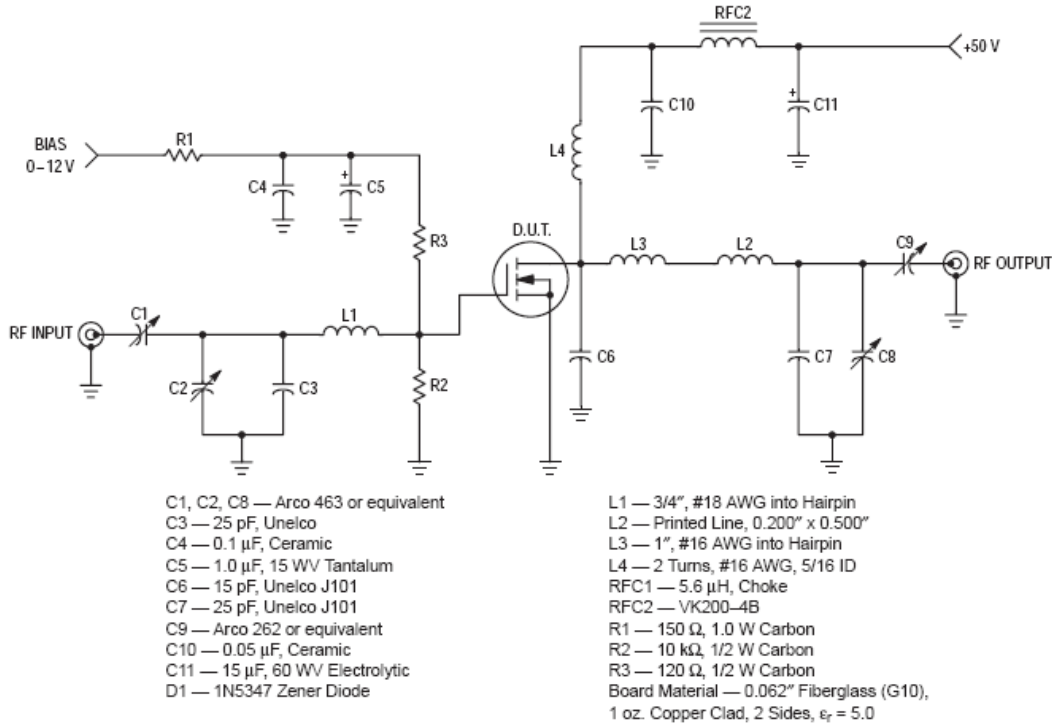 RFC2
+50 V
C10
+
C11
L4
BIAS
0–12 V
R1
C4
+
C5
R3
D.U.T.
L3
L2
C9
RF OUTPUT
C1
RF INPUT
L1
C2
C3
R2
C6
C7
C8
C1, C2, C8 — Arco 463 or equivalent
C3 — 25 pF, Unelco
C4 — 0.1 μF, Ceramic
C5 — 1.0 μF, 15 WV Tantalum
C6 — 15 pF, Unelco J101
C7 — 25 pF, Unelco J101
C9 — Arco 262 or equivalent
C10 — 0.05 μF, Ceramic
C11 — 15 μF, 60 WV Electrolytic
D1 — 1N5347 Zener Diode
L1 — 3/4″, #18 AWG into Hairpin
L2 — Printed Line, 0.200″ x 0.500″
L3 — 1″, #16 AWG into Hairpin
L4 — 2 Turns, #16 AWG, 5/16 ID
RFC1 — 5.6 μH, Choke
RFC2 — VK200–4B
R1 — 150 Ω, 1.0 W Carbon
R2 — 10 kΩ, 1/2 W Carbon
R3 — 120 Ω, 1/2 W Carbon
Board Material — 0.062″ Fiberglass (G10),
1 oz. Copper Clad, 2 Sides, εr = 5.0